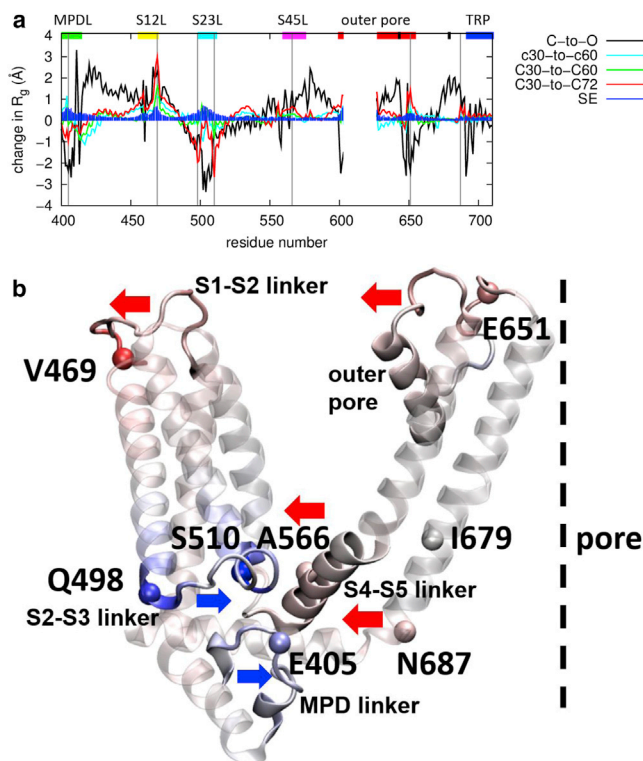 a
MPDL S12L S23L S45L outer pore TRP
change in Rg (Å)
4
3
2
1
0
−1
−2
−3
−4
400 450 500 550 600 650 700
residue number
C−to−O
c30−to−c60
C30−to−C60
C30−to−C72
SE
b
S1-S2 linker
V469
E651
outer
pore
S510 A566
I679
pore
Q498
S4-S5 linker
S2-S3 linker
E405
N687
MPD linker